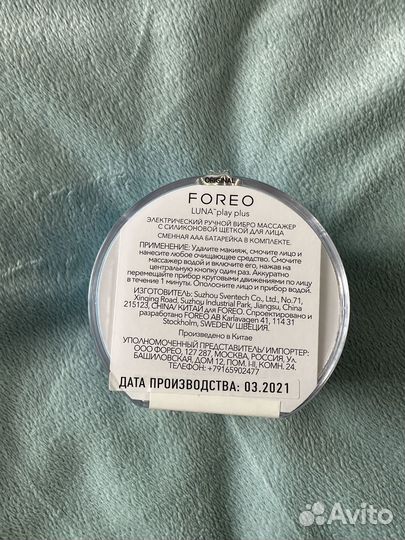 ORIGINAL
FOREO
LUNA™ play plus
ЭЛЕКТРИЧЕСКИЙ РУЧНОЙ ВИБРО МАССАЖЕР
С СИЛИКОНОВОЙ ЩЕТКОЙ ДЛЯ ЛИЦА
СМЕННАЯ ААА БАТАРЕЙКА В КОМПЛЕКТЕ.
ПРИМЕНЕНИЕ: Удалите макияж, смочите лицо и
нанесите любое очищающее средство. Смочите
массажер водой и включите его, нажав на
центральную кнопку один раз. Аккуратно
перемещайте прибор круговыми движениями по лицу
в течение 1 минуты. Ополосните лицо и прибор водой.
ИЗГОТОВИТЕЛЬ: Suzhou Sventech Co., Ltd., No.71,
Xinqing Road, Suzhou Industrial Park, Jiangsu, China
215123, CHINA/ КИТАЙ для FOREO. Спроектировано и
разработано FOREO AB Karlavagen 41, 114 31
Stockholm, SWEDEN/ ШВЕЦИЯ.
Произведено в Китае
УПОЛНОМОЧЕННЫЙ ПРЕДСТАВИТЕЛЬ/ ИМПОРТЕР:
ООО ФОРЕО, 127 287, МОСКВА, РОССИЯ, УЛ.
БАШИЛОВСКАЯ, ДОМ 12, ПОМ. I-II, КОМН. 24.
ТЕЛЕФОН: +79165902477
ДАТА ПРОИЗВОДСТВА: 03.2021
Avito